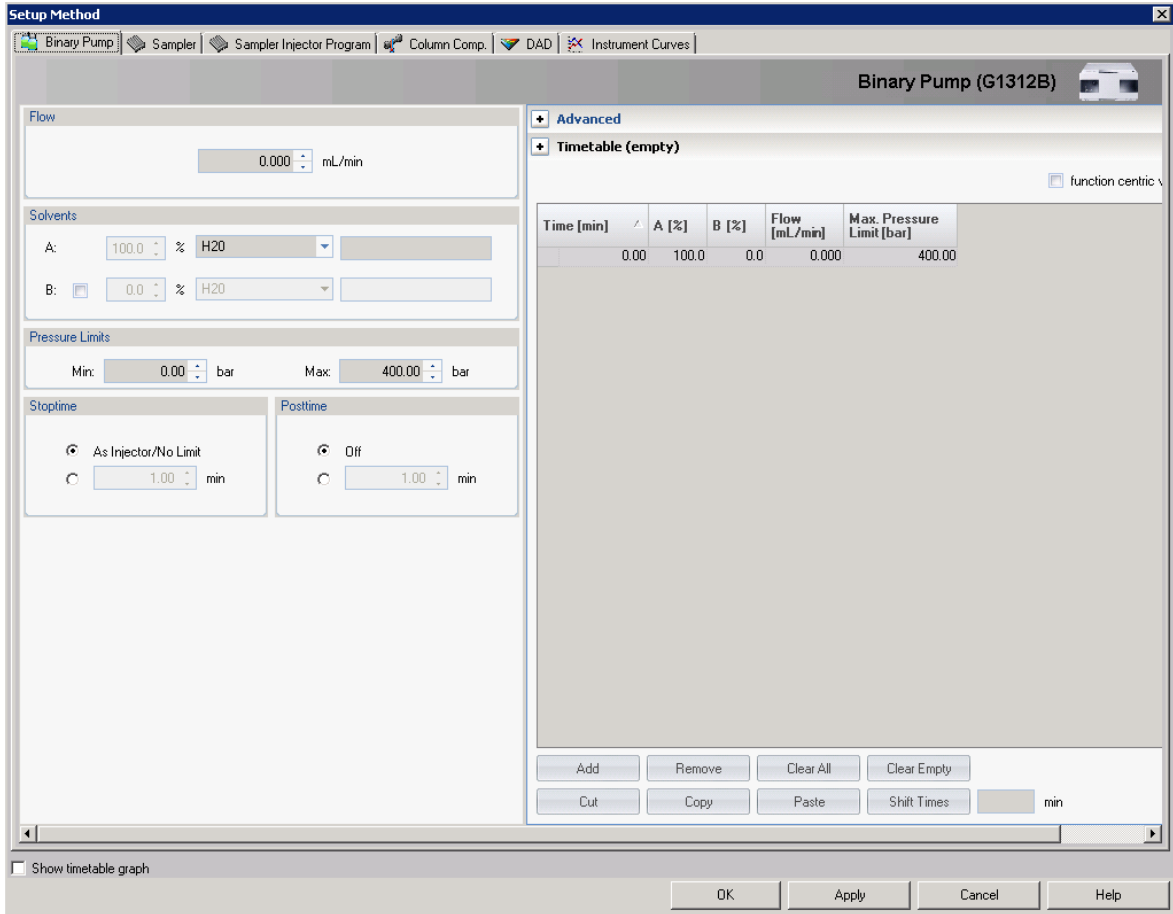 Setup Method
Binary Pump Sampler Sampler Injector Program Column Comp. DAD Instrument Curves
Binary Pump (G1312B)
Flow
0.000 mL/min
Solvents
A: 100.0 % H20
B: 0.0 % H20
Pressure Limits
Min: 0.00 bar Max: 400.00 bar
Stoptime Posttime
As Injector/No Limit Off
1.00 min 1.00 min
Advanced
Timetable (empty)
function centric
Time [min] A [%] B [%] Flow [mL/min] Max. Pressure Limit [bar]
0.00 100.0 0.0 0.000 400.00
Add Remove Clear All Clear Empty
Cut Copy Paste Shift Times min
Show timetable graph
OK Apply Cancel Help